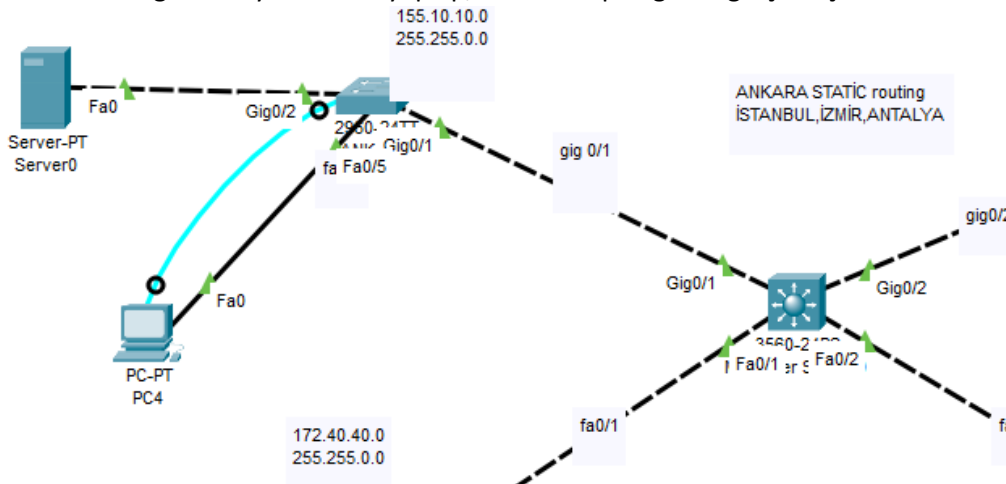 155.10.10.0
255.255.0.0
ANKARA STATİC routing
İSTANBUL,İZMİR,ANTALYA
Fa0
Gig0/2
Server-PT
Server0
Gig0/1
fa
Fa0/5
gig 0/1
gig0/2
Gig0/1
Gig0/2
Fa0
Fa0/1
Fa0/2
PC-PT
PC4
fa0/1
172.40.40.0
255.255.0.0